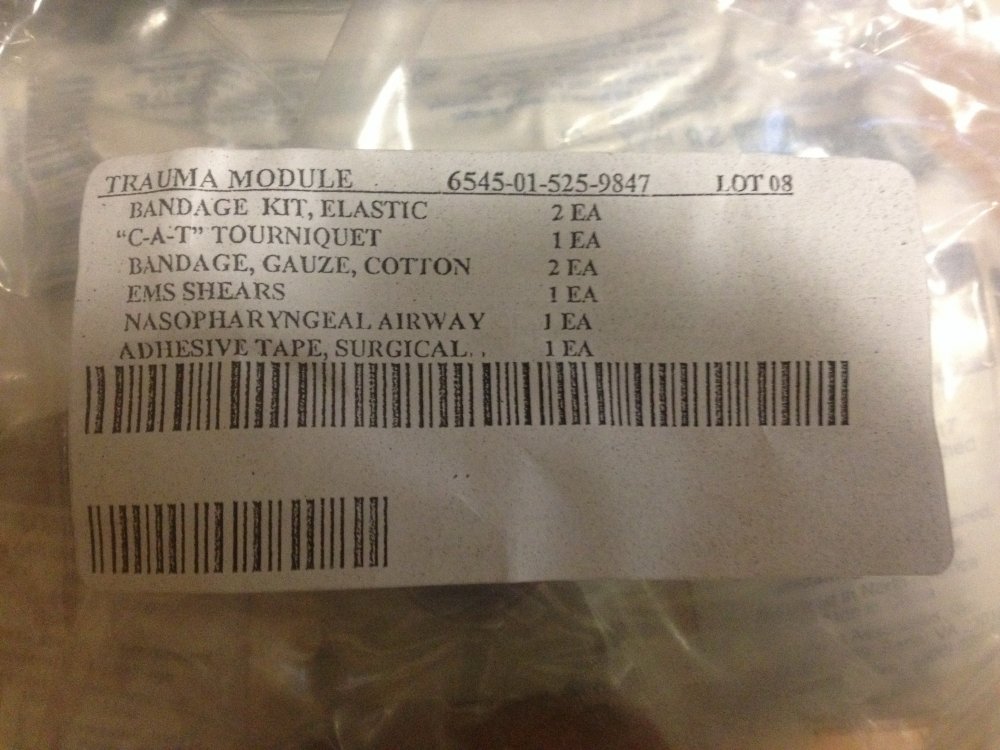 TRAUMA MODULE 6545-01-525-9847 LOT 08
BANDAGE KIT, ELASTIC 2 EA
“C-A-T” TOURNIQUET 1 EA
BANDAGE, GAUZE, COTTON 2 EA
EMS SHEARS 1 EA
NASOPHARYNGEAL AIRWAY 1 EA
ADHESIVE TAPE, SURGICAL. . 1 EA